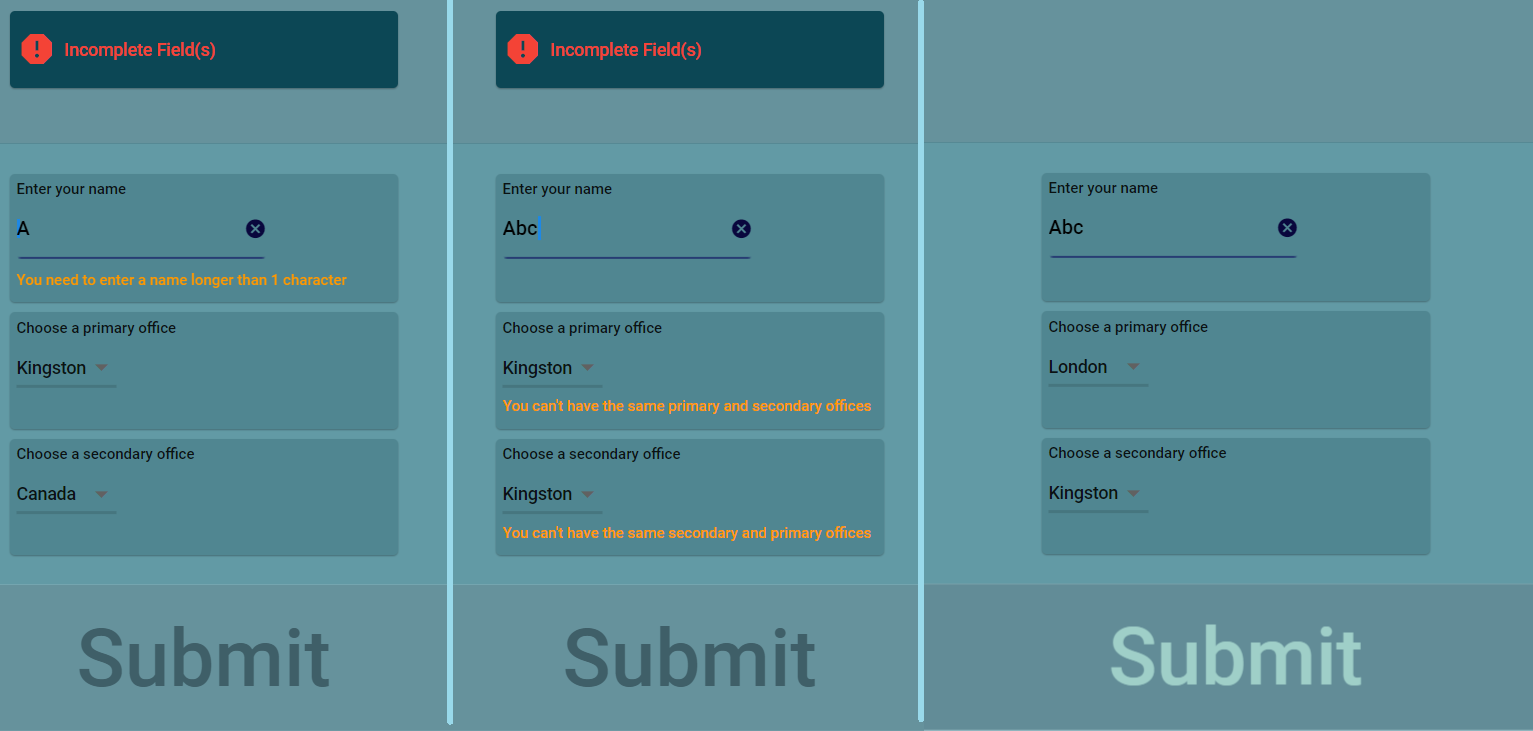 Incomplete Field(s)
Enter your name
A
You need to enter a name longer than 1 character
Choose a primary office
Kingston
Choose a secondary office
Canada
Submit
Incomplete Field(s)
Enter your name
Abc
Choose a primary office
Kingston
You can't have the same primary and secondary offices
Choose a secondary office
Kingston
You can't have the same secondary and primary offices
Submit
Enter your name
Abc
Choose a primary office
London
Choose a secondary office
Kingston
Submit